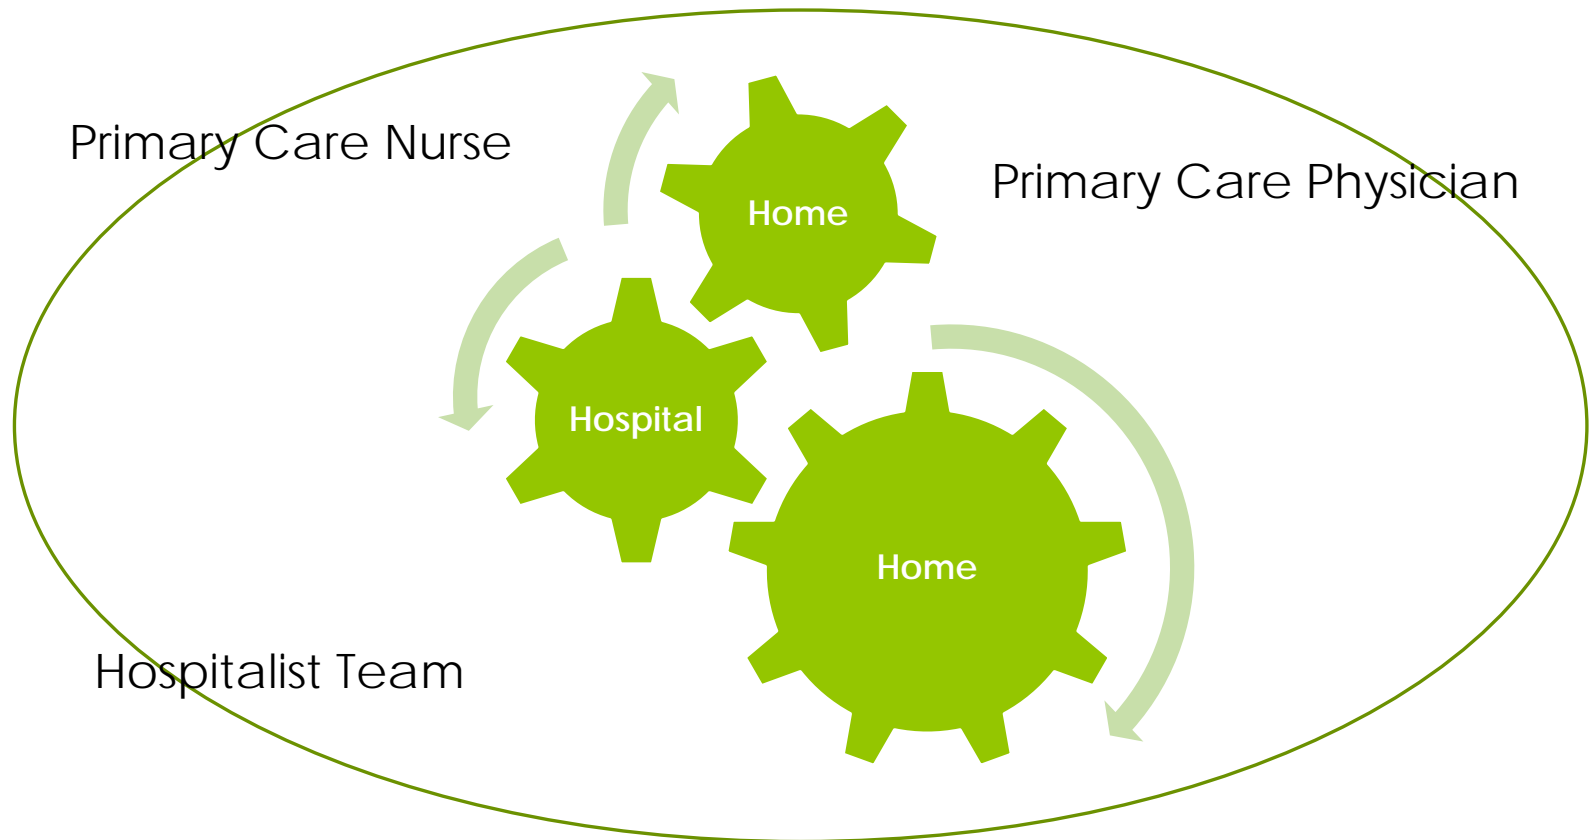 Primary Care Nurse
Primary Care Physician
Home
Hospital
Home
Hospitalist Team